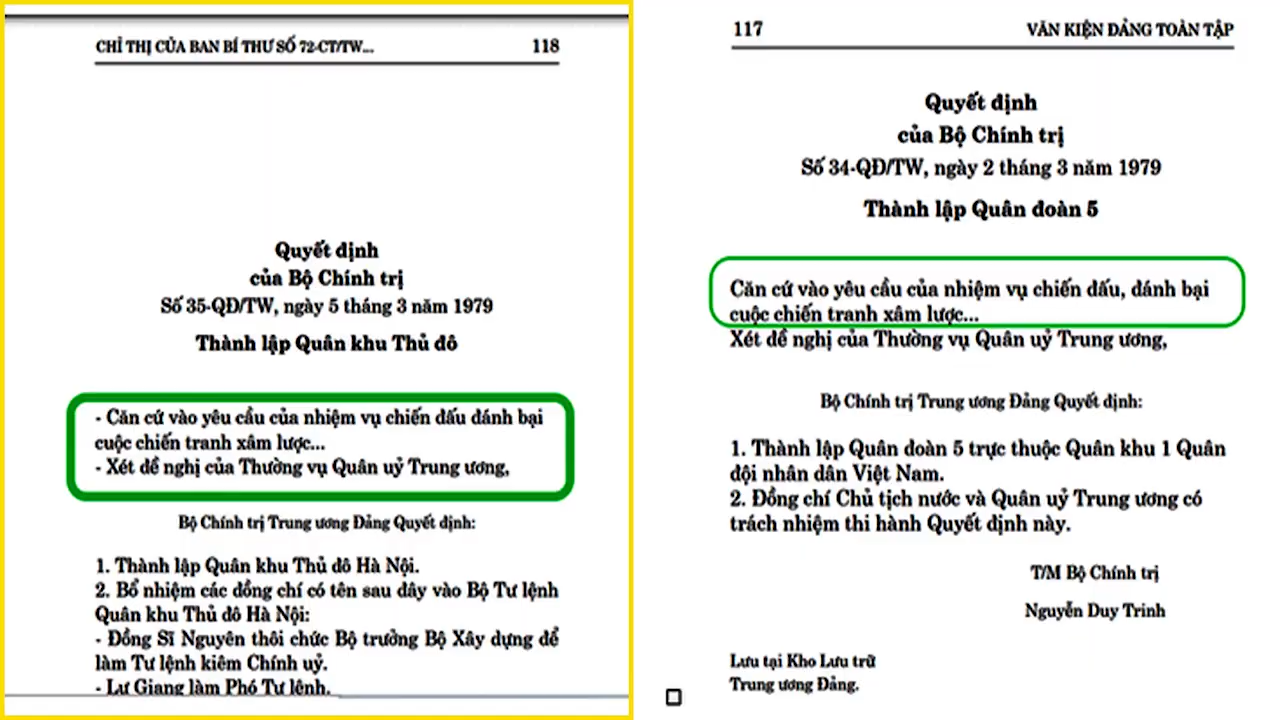 CHỈ THỊ CỦA BAN BÍ THƯ SỐ 72-CT/TW... 118
Quyết định
của Bộ Chính trị
Số 35-QĐ/TW, ngày 5 tháng 3 năm 1979
Thành lập Quân khu Thủ đô
- Căn cứ vào yêu cầu của nhiệm vụ chiến đấu đánh bại
cuộc chiến tranh xâm lược...
- Xét đề nghị của Thường vụ Quân uỷ Trung ương,
Bộ Chính trị Trung ương Đảng Quyết định:
1. Thành lập Quân khu Thủ đô Hà Nội.
2. Bổ nhiệm các đồng chí có tên sau đây vào Bộ Tư lệnh
Quân khu Thủ đô Hà Nội:
- Đồng Sĩ Nguyên thôi chức Bộ trưởng Bộ Xây dựng để
làm Tư lệnh kiêm Chính uỷ.
- Lư Giang làm Phó Tư lệnh.
117 VĂN KIỆN ĐẢNG TOÀN TẬP
Quyết định
của Bộ Chính trị
Số 34-QĐ/TW, ngày 2 tháng 3 năm 1979
Thành lập Quân đoàn 5
Căn cứ vào yêu cầu của nhiệm vụ chiến đấu, đánh bại
cuộc chiến tranh xâm lược...
Xét đề nghị của Thường vụ Quân uỷ Trung ương,
Bộ Chính trị Trung ương Đảng Quyết định:
1. Thành lập Quân đoàn 5 trực thuộc Quân khu 1 Quân
đội nhân dân Việt Nam.
2. Đồng chí Chủ tịch nước và Quân uỷ Trung ương có
trách nhiệm thi hành Quyết định này.
T/M Bộ Chính trị
Nguyễn Duy Trinh
Lưu tại Kho Lưu trữ
Trung ương Đảng.